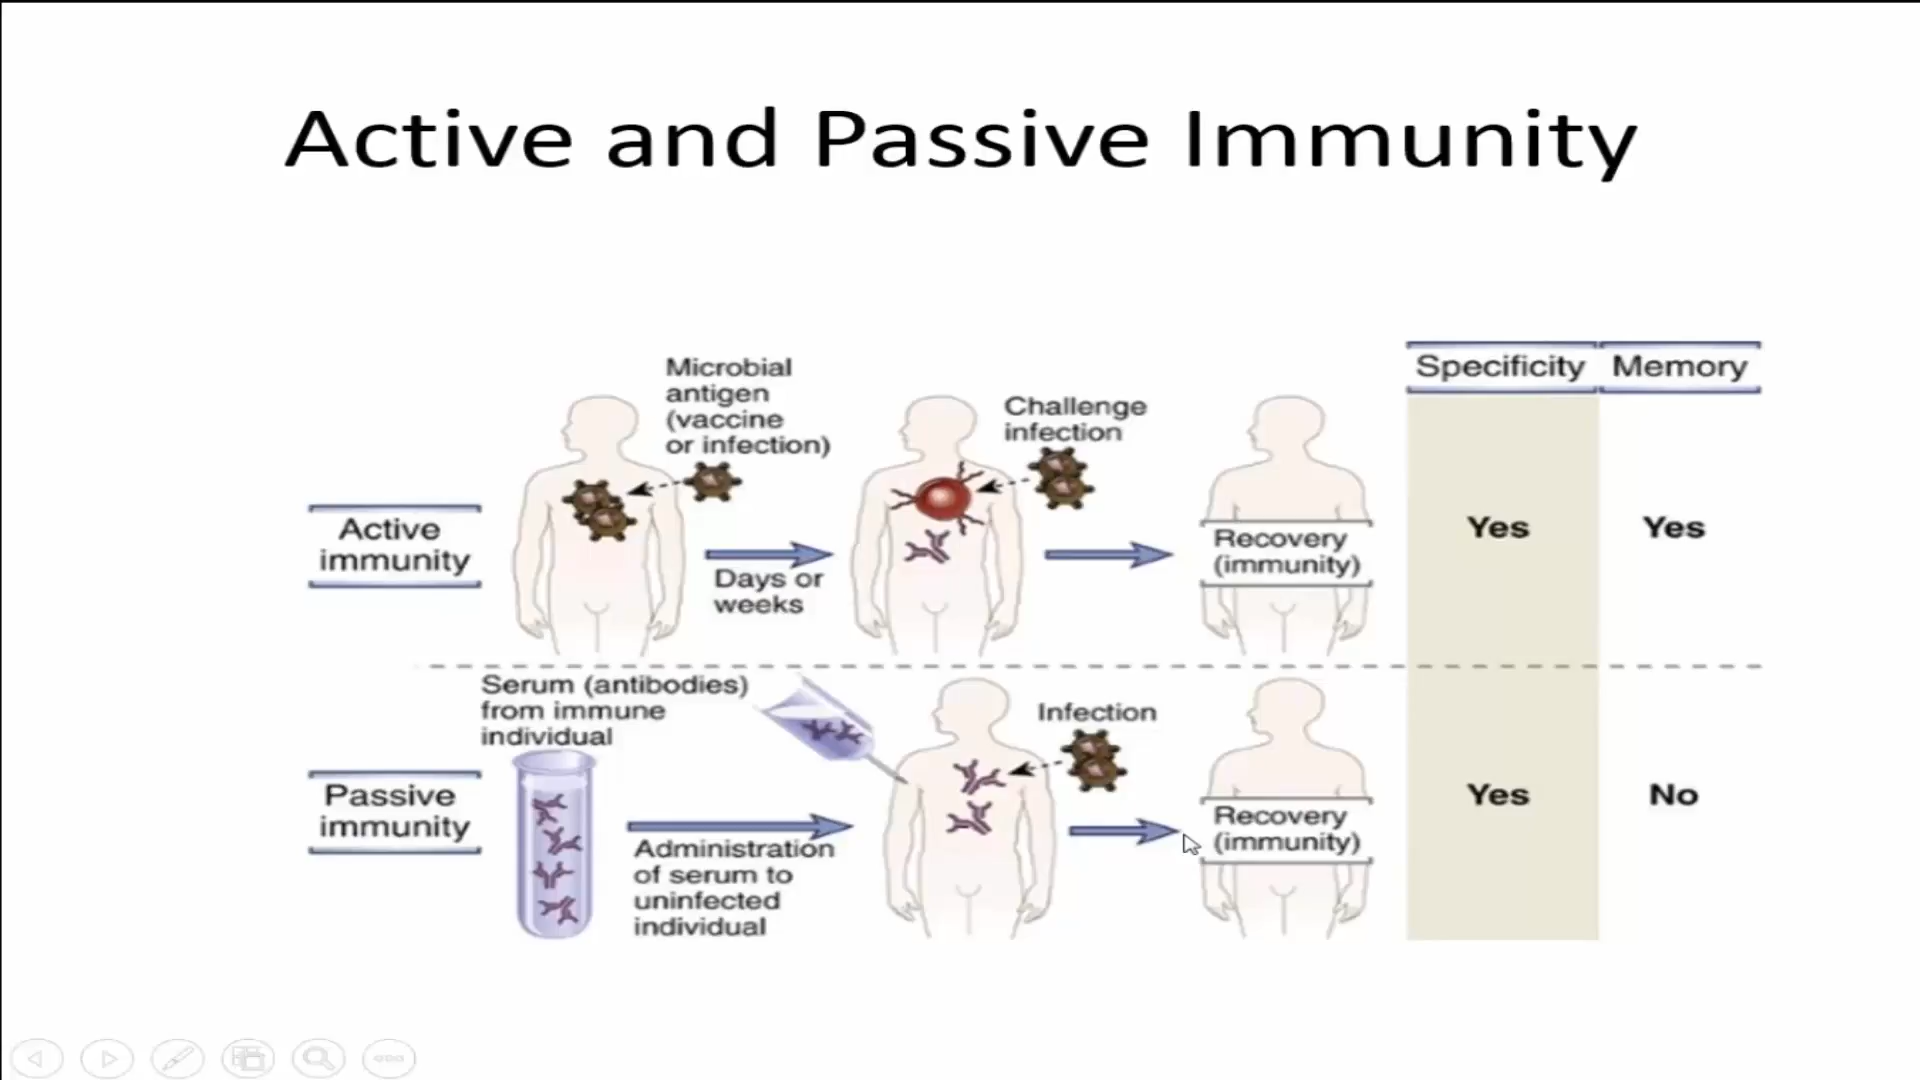 Active and Passive Immunity
Specificity Memory
Microbial
antigen
(vaccine
or infection)
Challenge
infection
Active
immunity
Days or
weeks
Recovery
(immunity)
Yes
Yes
Serum (antibodies)
from immune
individual
Infection
Passive
immunity
Administration
of serum to
uninfected
individual
Recovery
(immunity)
Yes
No